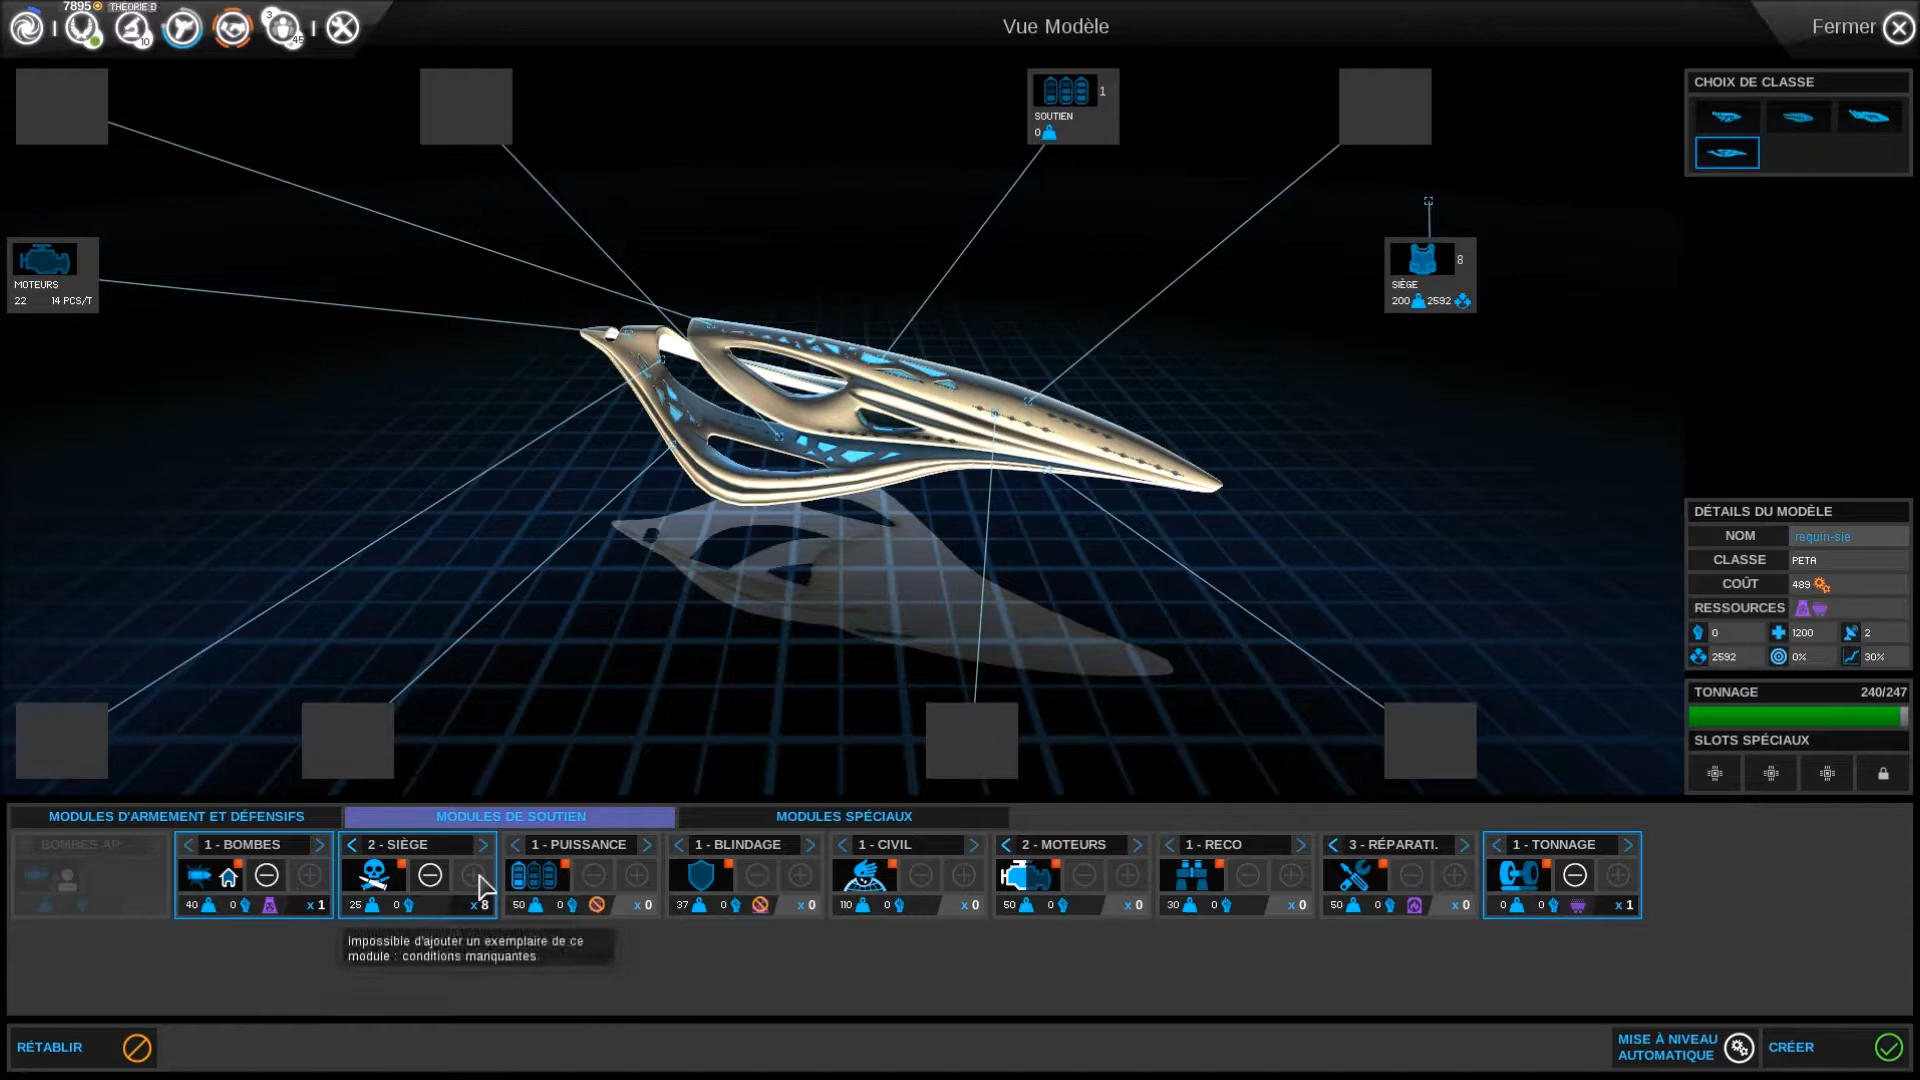 7895 THEORIE D
10
3
45
Vue Modèle
Fermer
CHOIX DE CLASSE
1
SOUTIEN
0
MOTEURS
22 14 PCS/T
8
SIÈGE
200 2592
DÉTAILS DU MODÈLE
NOM requin-sie
CLASSE PETA
COÛT 489
RESSOURCES
0 1200 2
2592 0% 30%
TONNAGE 240/247
SLOTS SPÉCIAUX
MODULES D'ARMEMENT ET DÉFENSIFS
MODULES DE SOUTIEN
MODULES SPÉCIAUX
BOMBES AP.
1 - BOMBES
40 0 x 1
2 - SIÈGE
25 0 x 8
1 - PUISSANCE
50 0 x 0
1 - BLINDAGE
37 0 x 0
1 - CIVIL
110 0 x 0
2 - MOTEURS
50 0 x 0
1 - RECO
30 0 x 0
3 - RÉPARATI.
50 0 x 0
1 - TONNAGE
0 0 x 1
Impossible d'ajouter un exemplaire de ce
module : conditions manquantes
RÉTABLIR
MISE À NIVEAU
AUTOMATIQUE
CRÉER